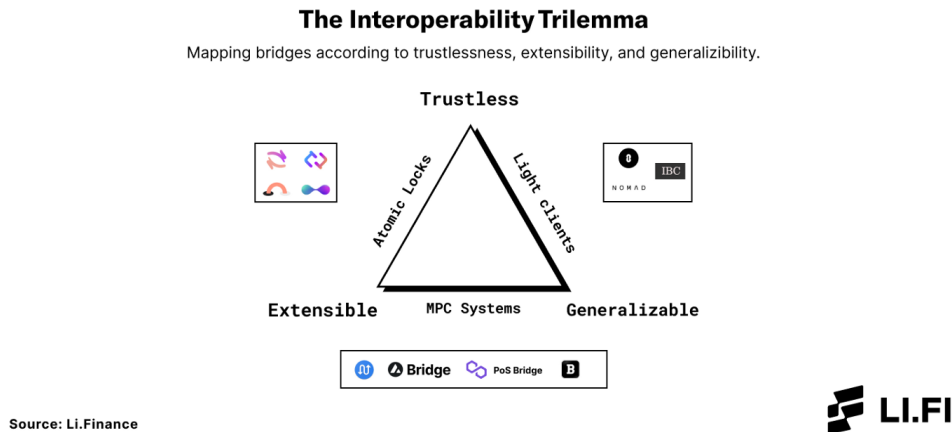 The Interoperability Trilemma
Mapping bridges according to trustlessness, extensibility, and generalizibility.
Trustless
Atomic Locks
Light clients
IBC
NOMAD
Extensible
MPC Systems
Generalizable
Bridge
PoS Bridge
B
Source: Li.Finance
LI.FI